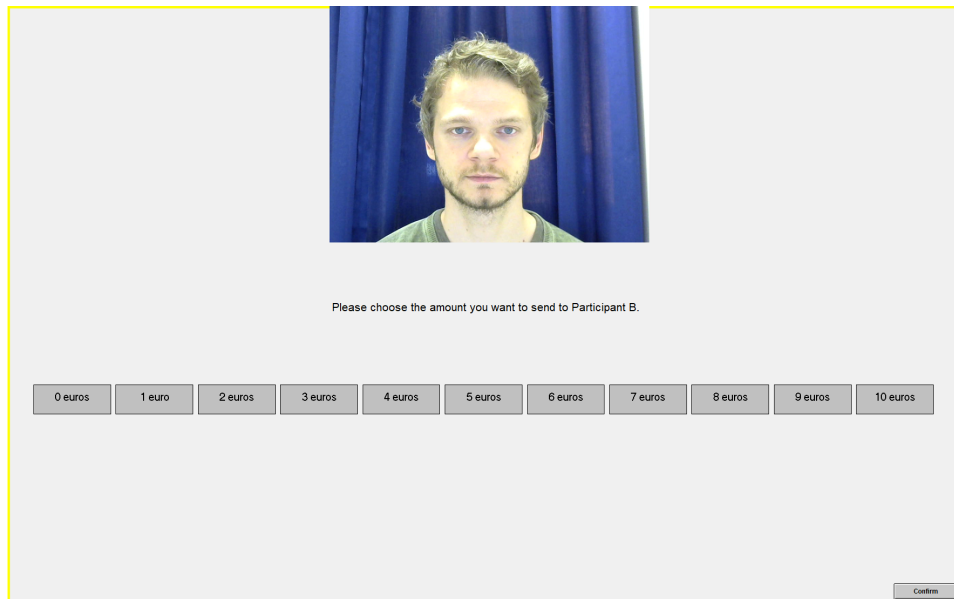 Please choose the amount you want to send to Participant B.
0 euros 1 euro 2 euros 3 euros 4 euros 5 euros 6 euros 7 euros 8 euros 9 euros 10 euros
Confirm